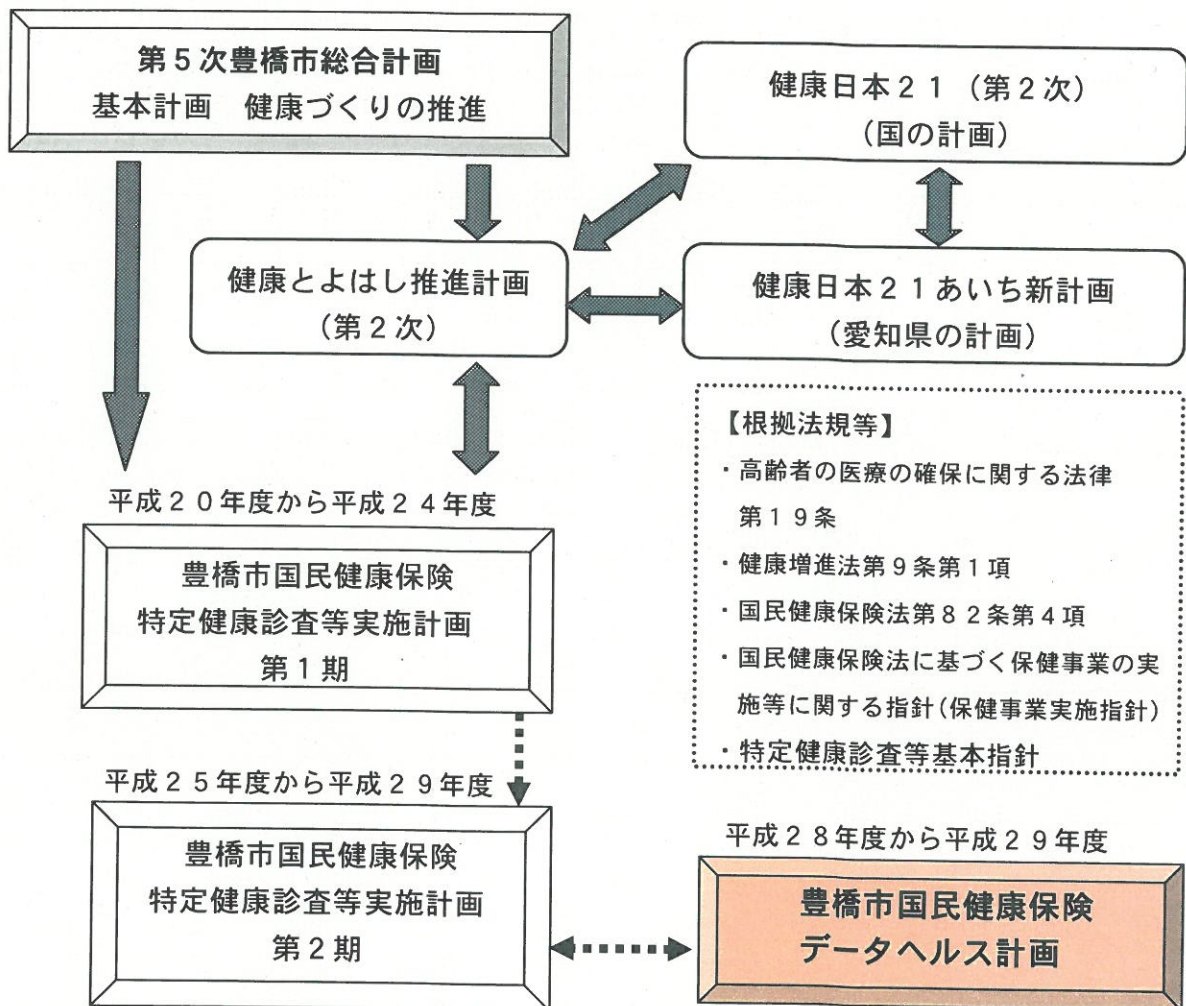 第５次豊橋市総合計画
基本計画　健康づくりの推進
健康日本２１（第２次）
（国の計画）
健康とよはし推進計画
（第２次）
健康日本２１あいち新計画
（愛知県の計画）
【根拠法規等】
・高齢者の医療の確保に関する法律
第１９条
・健康増進法第９条第１項
・国民健康保険法第８２条第４項
・国民健康保険法に基づく保健事業の実
施等に関する指針(保健事業実施指針)
・特定健康診査等基本指針
平成２０年度から平成２４年度
豊橋市国民健康保険
特定健康診査等実施計画
第１期
平成２５年度から平成２９年度
豊橋市国民健康保険
特定健康診査等実施計画
第２期
平成２８年度から平成２９年度
豊橋市国民健康保険
データヘルス計画